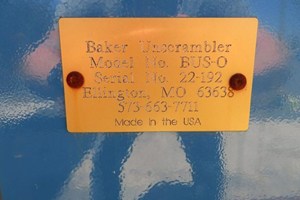 Baker Unscrambler
Model No. BUS-O
Serial No. 22-192
Ellington, MO 63638
573-663-7711
Made in the USA